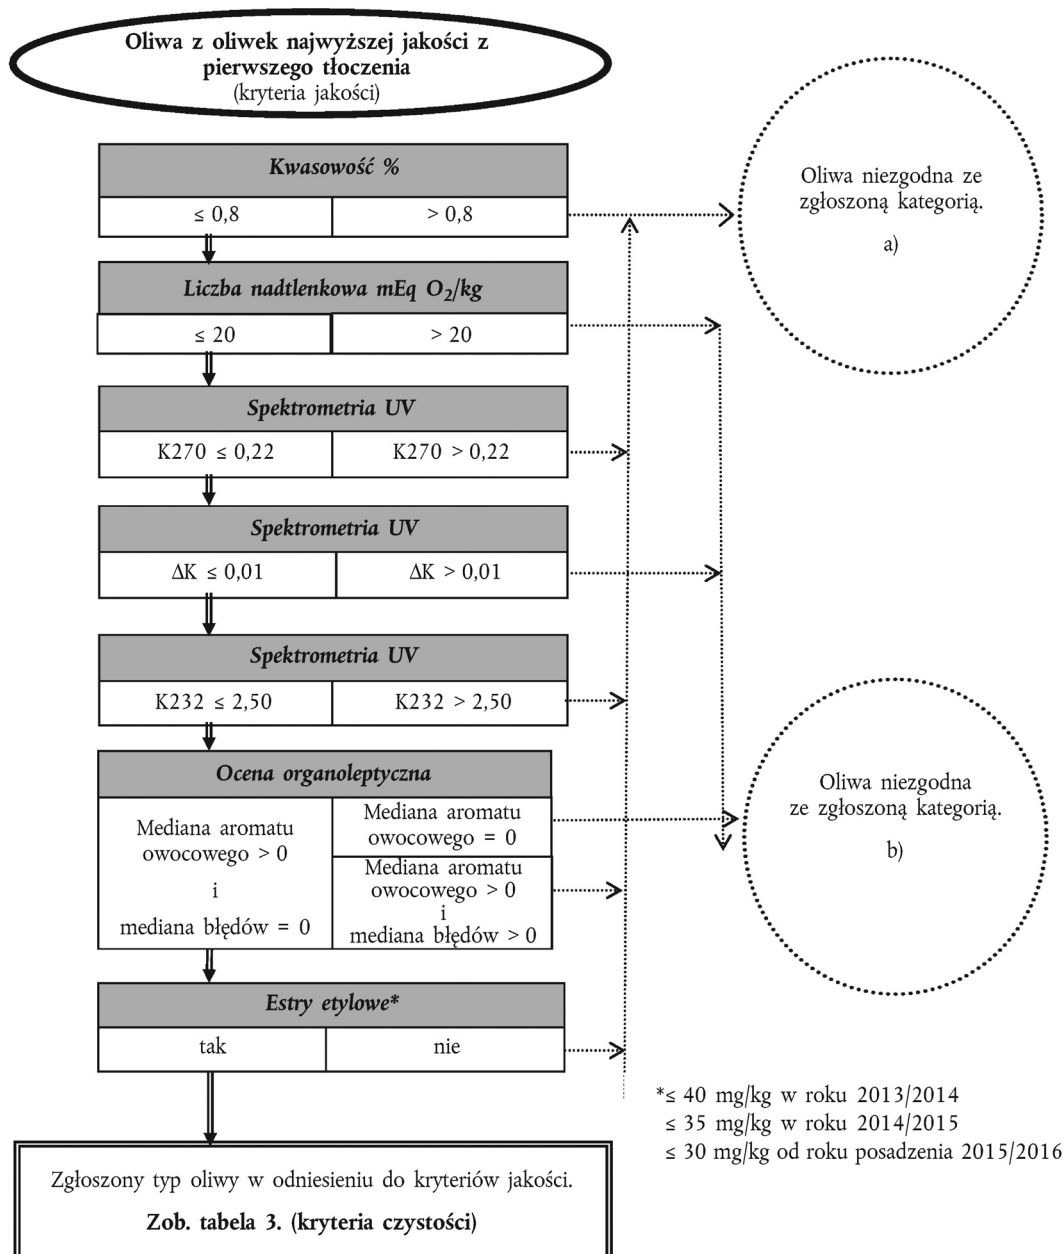 Oliwa z oliwek najwyższej jakości z
pierwszego tłoczenia
(kryteria jakości)
Kwasowość %
≤ 0,8
> 0,8
Oliwa niezgodna ze
zgłoszoną kategorią.
a)
Liczba nadtlenkowa mEq O₂/kg
≤ 20
> 20
Spektrometria UV
K270 ≤ 0,22
K270 > 0,22
Spektrometria UV
ΔK ≤ 0,01
ΔK > 0,01
Spektrometria UV
K232 ≤ 2,50
K232 > 2,50
Ocena organoleptyczna
Mediana aromatu
owocowego > 0
i
mediana błędów = 0
Mediana aromatu
owocowego = 0
Mediana aromatu
owocowego > 0
i
mediana błędów > 0
Oliwa niezgodna
ze zgłoszoną kategorią.
b)
Estry etylowe*
tak
nie
*≤ 40 mg/kg w roku 2013/2014
≤ 35 mg/kg w roku 2014/2015
≤ 30 mg/kg od roku posadzenia 2015/2016
Zgłoszony typ oliwy w odniesieniu do kryteriów jakości.
Zob. tabela 3. (kryteria czystości)